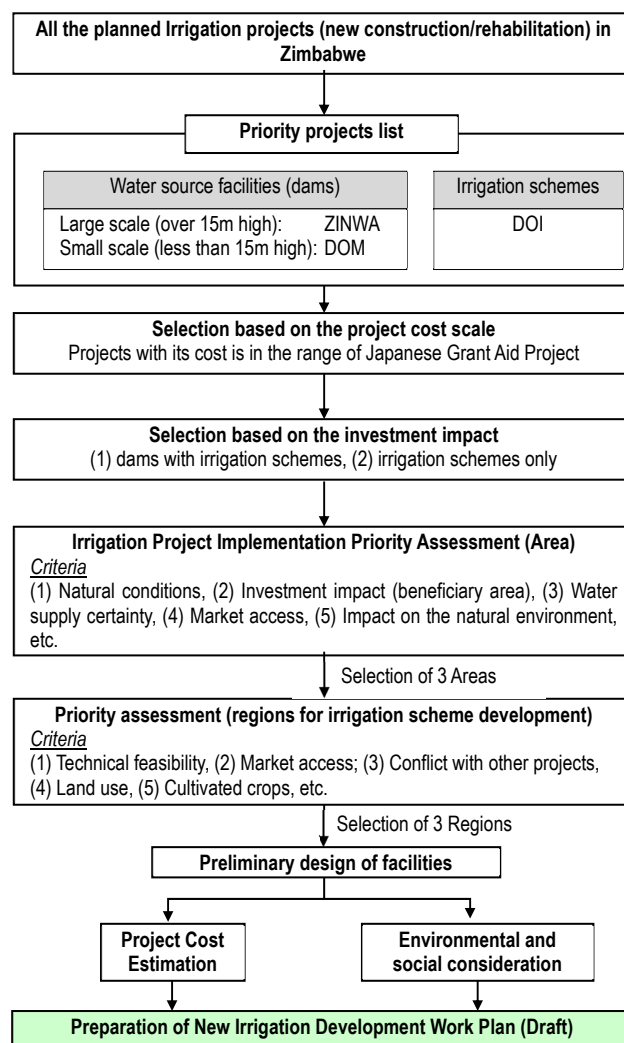 All the planned Irrigation projects (new construction/rehabilitation) in
Zimbabwe
Priority projects list
Water source facilities (dams)
Large scale (over 15m high): ZINWA
Small scale (less than 15m high): DOM
Irrigation schemes
DOI
Selection based on the project cost scale
Projects with its cost is in the range of Japanese Grant Aid Project
Selection based on the investment impact
(1) dams with irrigation schemes, (2) irrigation schemes only
Irrigation Project Implementation Priority Assessment (Area)
Criteria
(1) Natural conditions, (2) Investment impact (beneficiary area), (3) Water
supply certainty, (4) Market access, (5) Impact on the natural environment,
etc.
Selection of 3 Areas
Priority assessment (regions for irrigation scheme development)
Criteria
(1) Technical feasibility, (2) Market access; (3) Conflict with other projects,
(4) Land use, (5) Cultivated crops, etc.
Selection of 3 Regions
Preliminary design of facilities
Project Cost
Estimation
Environmental and
social consideration
Preparation of New Irrigation Development Work Plan (Draft)